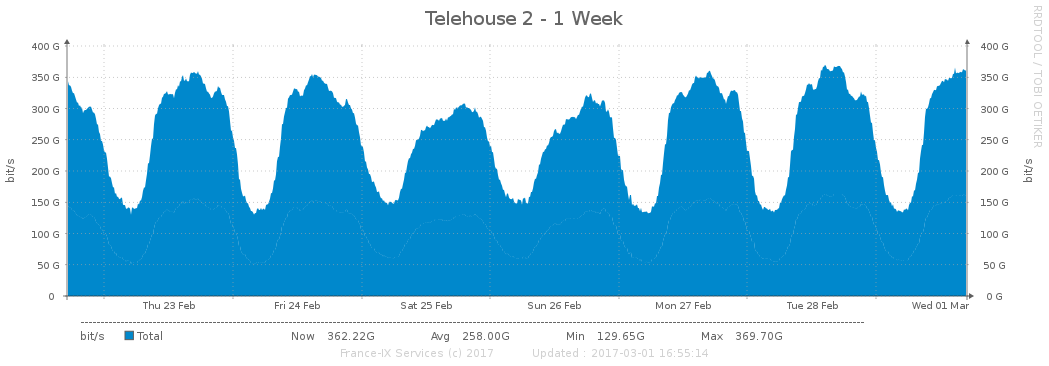 Telehouse 2 - 1 Week
RRDTOOL / TOBI OETIKER
400 G 400 G
350 G 350 G
300 G 300 G
250 G 250 G
200 G 200 G
150 G 150 G
100 G 100 G
50 G 50 G
0 0 G
bit/s bit/s
Thu 23 Feb Fri 24 Feb Sat 25 Feb Sun 26 Feb Mon 27 Feb Tue 28 Feb Wed 01 Mar
bit/s Total Now 362.22G Avg 258.00G Min 129.65G Max 369.70G
France-IX Services (c) 2017 Updated : 2017-03-01 16:55:14